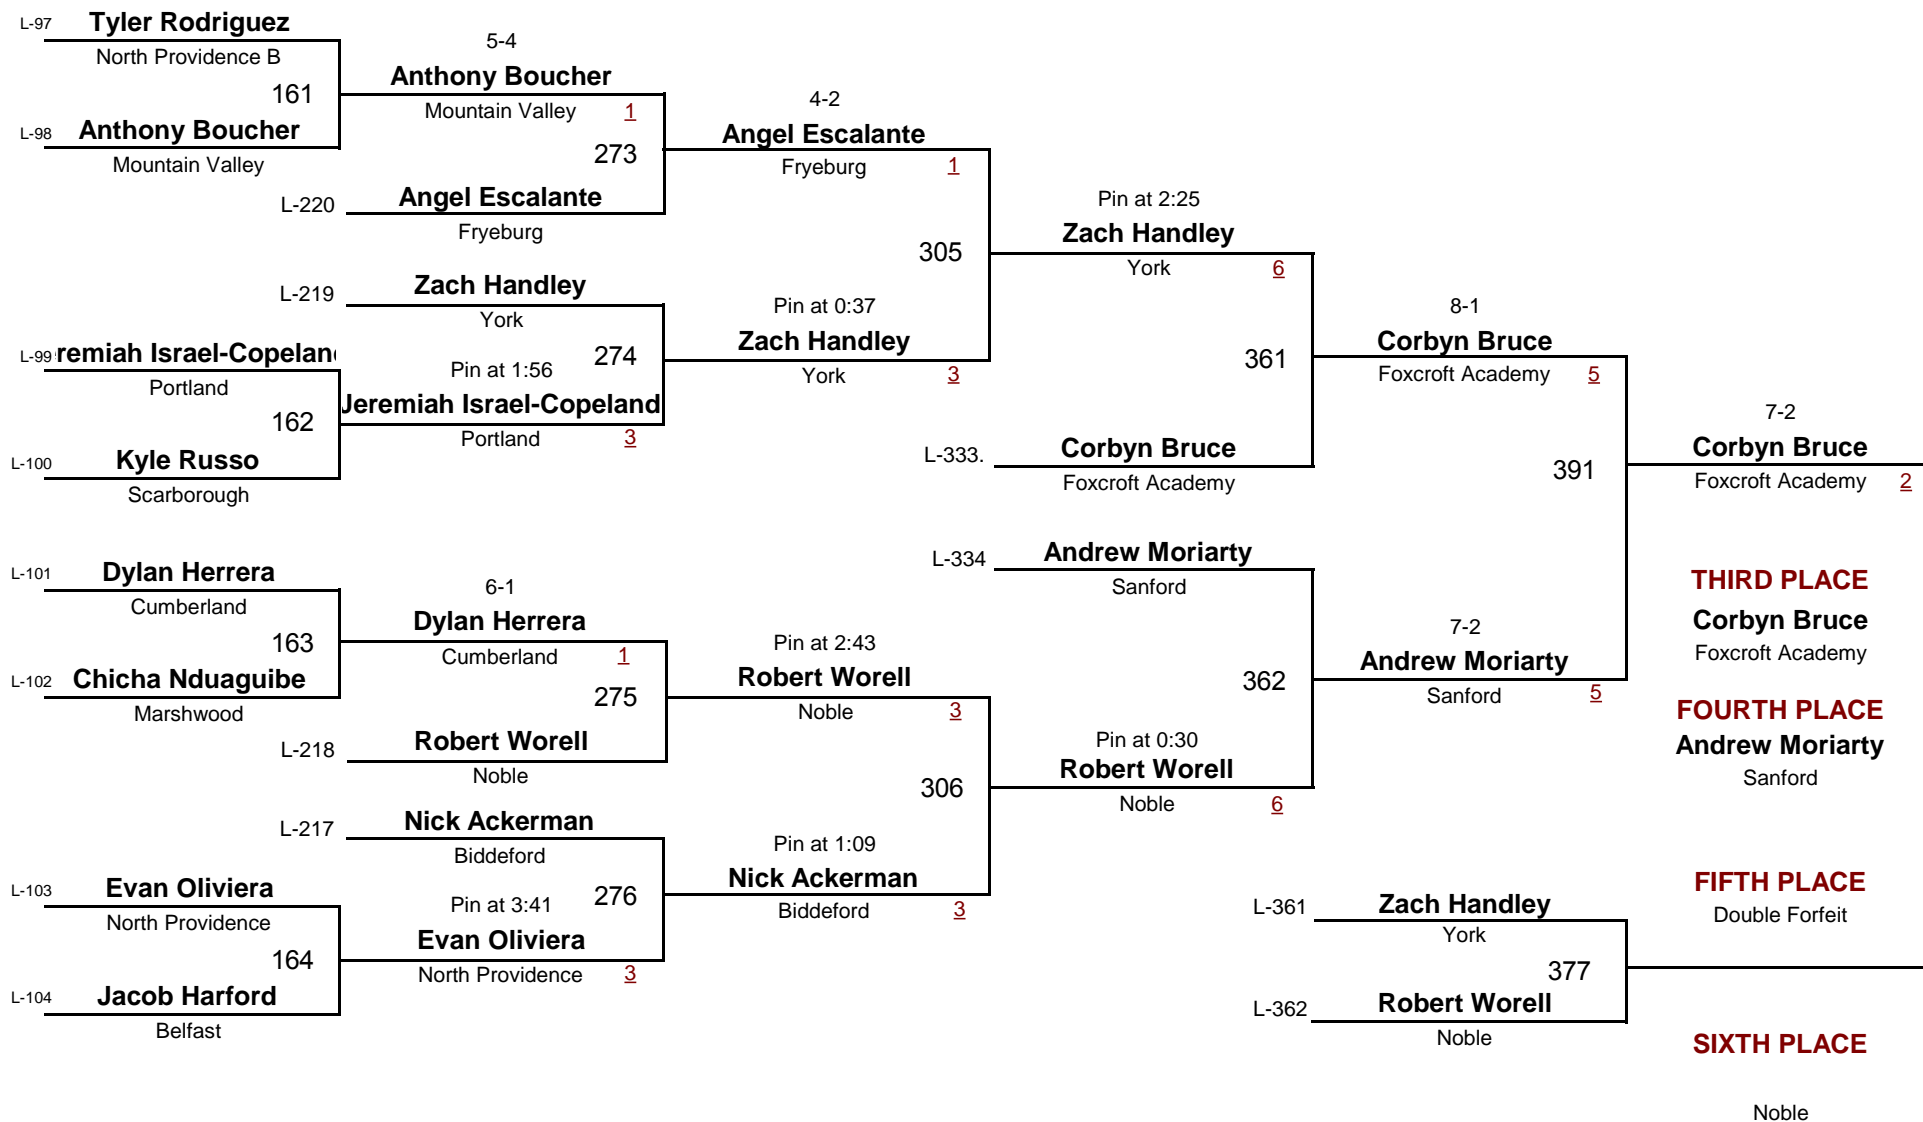 L-97 Tyler Rodriguez
North Providence B
161
L-98 Anthony Boucher
Mountain Valley
5-4
Anthony Boucher
Mountain Valley 1
273
L-220 Angel Escalante
Fryeburg
4-2
Angel Escalante
Fryeburg 1
L-219 Zach Handley
York
274
L-99 remiah Israel-Copelan
Portland
162
L-100 Kyle Russo
Scarborough
Pin at 1:56
Jeremiah Israel-Copeland
Portland 3
Pin at 0:37
Zach Handley
York 3
305
Pin at 2:25
Zach Handley
York 6
361
L-333. Corbyn Bruce
Foxcroft Academy
8-1
Corbyn Bruce
Foxcroft Academy 5
391
7-2
Corbyn Bruce
Foxcroft Academy 2
L-101 Dylan Herrera
Cumberland
163
L-102 Chicha Nduaguibe
Marshwood
6-1
Dylan Herrera
Cumberland 1
275
L-218 Robert Worell
Noble
Pin at 2:43
Robert Worell
Noble 3
L-217 Nick Ackerman
Biddeford
276
L-103 Evan Oliviera
North Providence
164
L-104 Jacob Harford
Belfast
Pin at 3:41
Evan Oliviera
North Providence 3
Pin at 1:09
Nick Ackerman
Biddeford 3
306
L-334 Andrew Moriarty
Sanford
362
Pin at 0:30
Robert Worell
Noble 6
7-2
Andrew Moriarty
Sanford 5
THIRD PLACE
Corbyn Bruce
Foxcroft Academy
FOURTH PLACE
Andrew Moriarty
Sanford
L-361 Zach Handley
York
377
L-362 Robert Worell
Noble
FIFTH PLACE
Double Forfeit
SIXTH PLACE
Noble